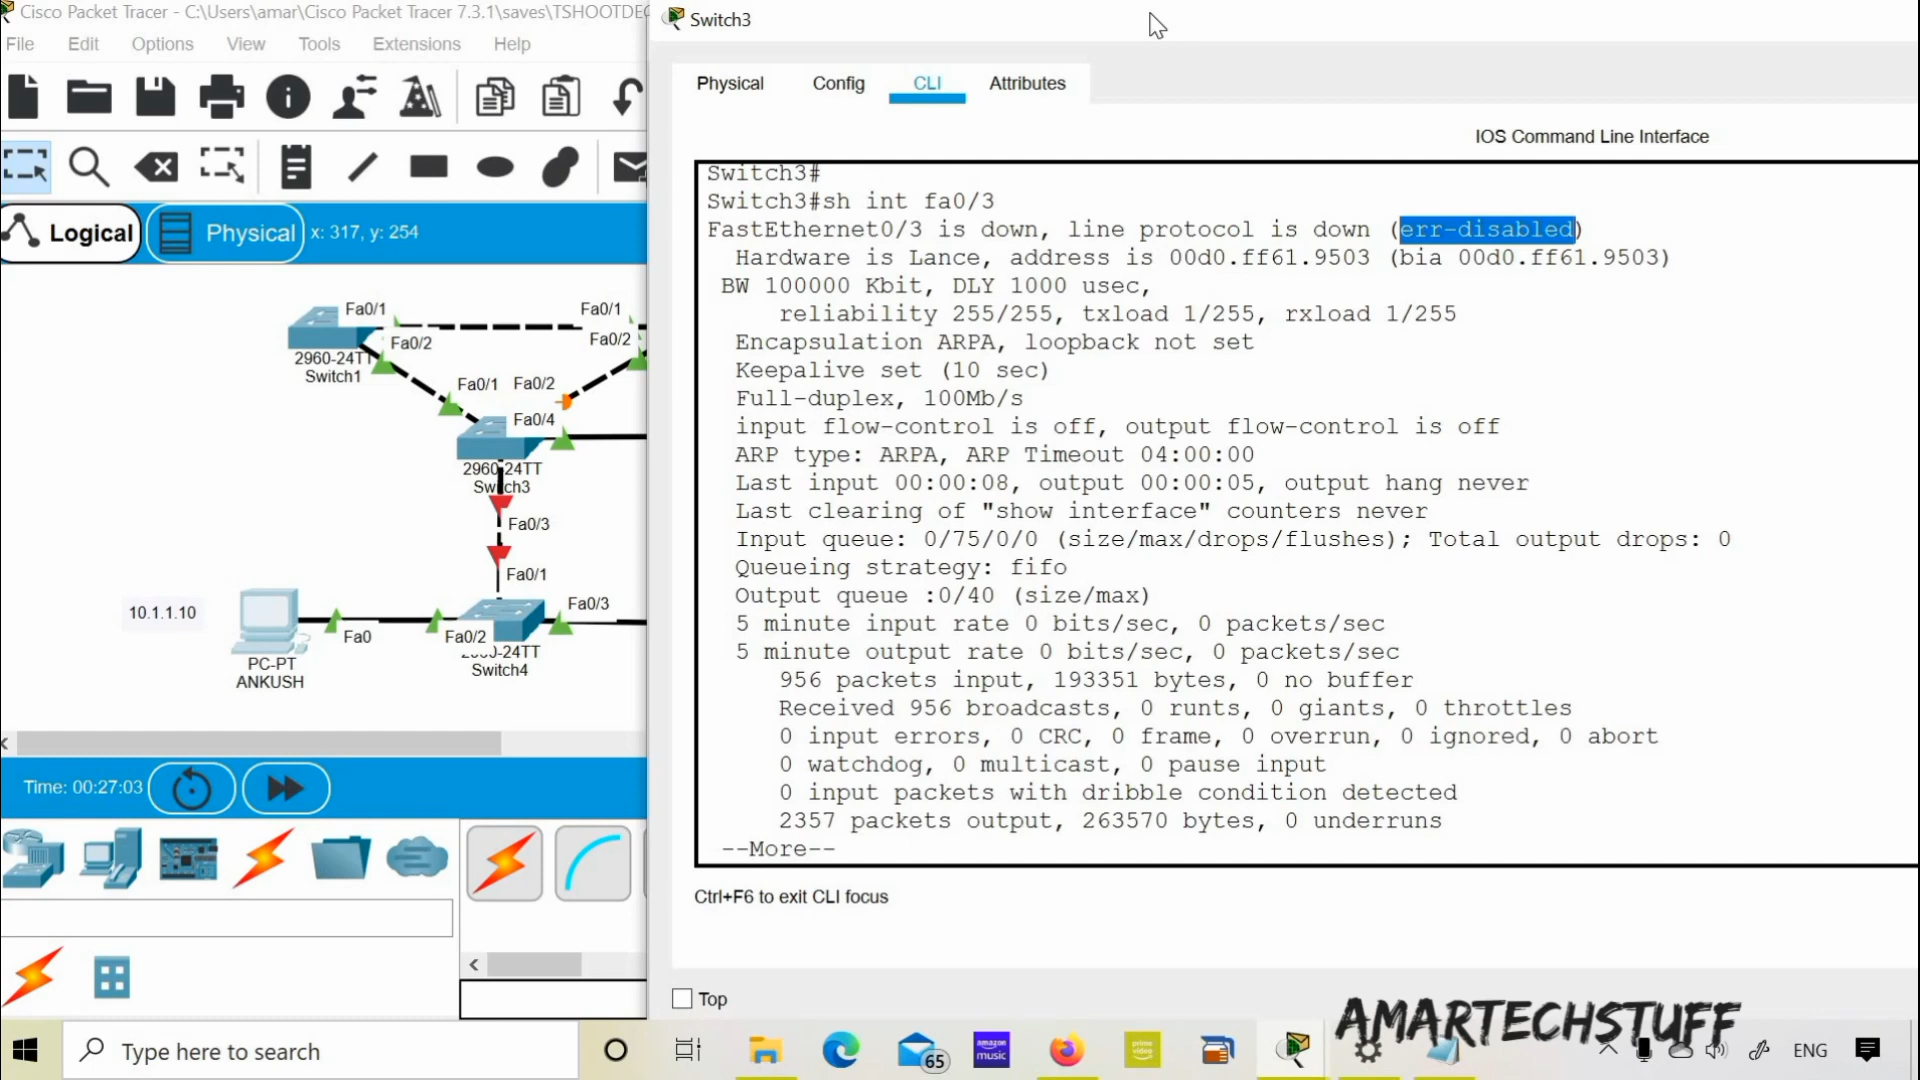 Cisco Packet Tracer - C:\Users\amar\Cisco Packet Tracer 7.3.1\saves\TSHOOTDEC
File Edit Options View Tools Extensions Help
Logical Physical x: 317, y: 254
Fa0/1 Fa0/1
Fa0/2 Fa0/2
2960-24TT
Switch1
Fa0/1 Fa0/2
Fa0/4
2960-24TT
Switch3
Fa0/3
Fa0/1
10.1.1.10
Fa0/3
Fa0 Fa0/2
PC-PT
ANKUSH
2960-24TT
Switch4
Time: 00:27:03
Switch3
Physical Config CLI Attributes
IOS Command Line Interface
Switch3#
Switch3#sh int fa0/3
FastEthernet0/3 is down, line protocol is down (err-disabled)
Hardware is Lance, address is 00d0.ff61.9503 (bia 00d0.ff61.9503)
BW 100000 Kbit, DLY 1000 usec,
reliability 255/255, txload 1/255, rxload 1/255
Encapsulation ARPA, loopback not set
Keepalive set (10 sec)
Full-duplex, 100Mb/s
input flow-control is off, output flow-control is off
ARP type: ARPA, ARP Timeout 04:00:00
Last input 00:00:08, output 00:00:05, output hang never
Last clearing of "show interface" counters never
Input queue: 0/75/0/0 (size/max/drops/flushes); Total output drops: 0
Queueing strategy: fifo
Output queue :0/40 (size/max)
5 minute input rate 0 bits/sec, 0 packets/sec
5 minute output rate 0 bits/sec, 0 packets/sec
956 packets input, 193351 bytes, 0 no buffer
Received 956 broadcasts, 0 runts, 0 giants, 0 throttles
0 input errors, 0 CRC, 0 frame, 0 overrun, 0 ignored, 0 abort
0 watchdog, 0 multicast, 0 pause input
0 input packets with dribble condition detected
2357 packets output, 263570 bytes, 0 underruns
--More--
Ctrl+F6 to exit CLI focus
Top
AMARTECHSTUFF
Type here to search
65
amazon music
prime video
ENG